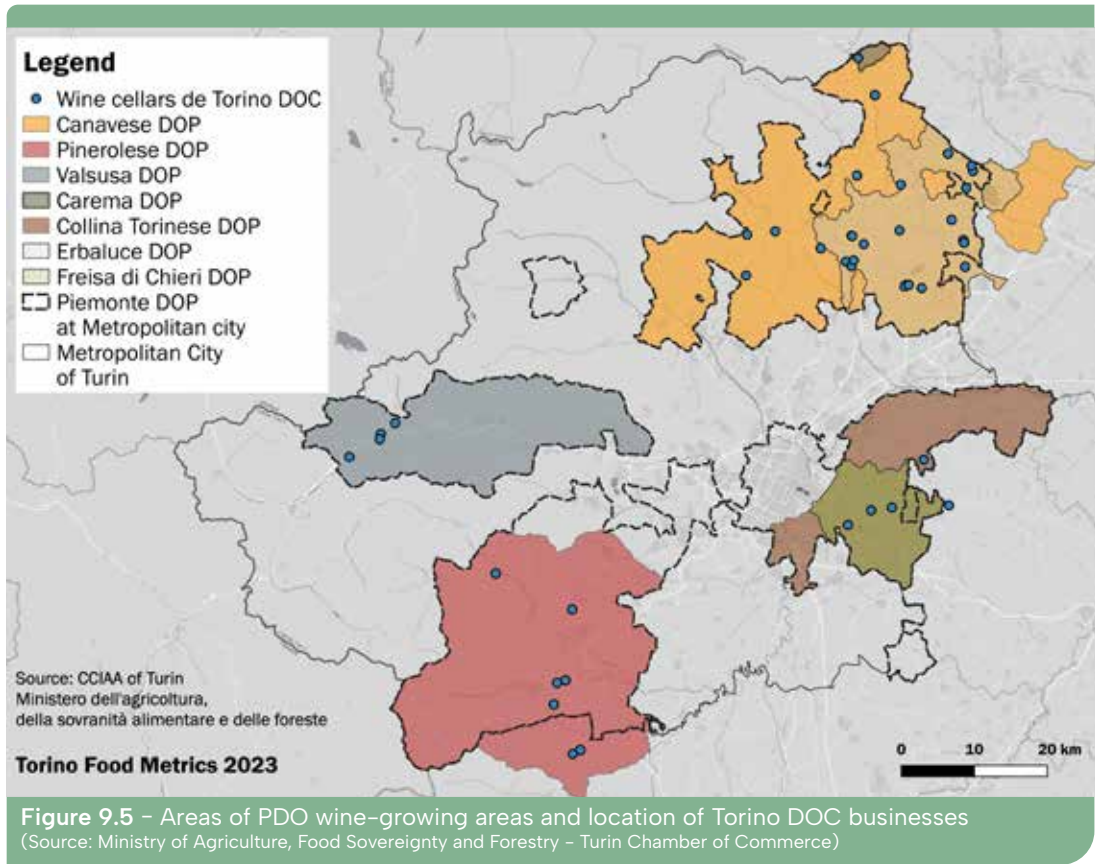 Legend
Wine cellars de Torino DOC
Canavese DOP
Pinerolese DOP
Valsusa DOP
Carema DOP
Collina Torinese DOP
Erbaluce DOP
Freisa di Chieri DOP
Piemonte DOP
at Metropolitan city
Metropolitan City
of Turin
Source: CCIAA of Turin
Ministero dell'agricoltura,
della sovranità alimentare e delle foreste
Torino Food Metrics 2023
0 10 20 km
Figure 9.5 - Areas of PDO wine-growing areas and location of Torino DOC businesses
(Source: Ministry of Agriculture, Food Sovereignty and Forestry - Turin Chamber of Commerce)